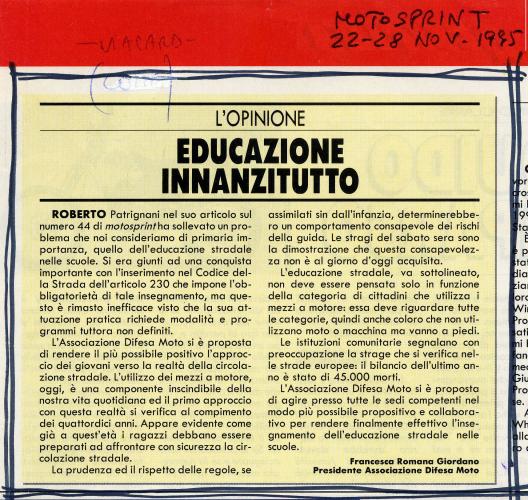 MOTOSPRINT
22-28 NOV. 1995
L'OPINIONE
EDUCAZIONE
INNANZITUTTO
ROBERTO Patrignani nel suo articolo sul
numero 44 di motosprint ha sollevato un pro-
blema che noi consideriamo di primaria im-
portanza, quello dell'educazione stradale
nelle scuole. Si era giunti ad una conquista
importante con l'inserimento nel Codice del-
la Strada dell'articolo 230 che impone l'ob-
bligatorietà di tale insegnamento, ma que-
sto è rimasto inefficace visto che la sua at-
tuazione pratica richiede modalità e pro-
grammi tuttora non definiti.
L'Associazione Difesa Moto si è proposta
di rendere il più possibile positivo l'approc-
cio dei giovani verso la realtà della circola-
zione stradale. L'utilizzo dei mezzi a motore,
oggi, è una componente inscindibile della
nostra vita quotidiana ed il primo approccio
con questa realtà si verifica al compimento
dei quattordici anni. Appare evidente come
già a quest'età i ragazzi debbano essere
preparati ad affrontare con sicurezza la cir-
colazione stradale.
La prudenza ed il rispetto delle regole, se
assimilati sin dall'infanzia, determinerebbe-
ro un comportamento consapevole dei rischi
della guida. Le stragi del sabato sera sono
la dimostrazione che questa consapevolez-
za non è al giorno d'oggi acquisita.
L'educazione stradale, va sottolineato,
non deve essere pensata solo in funzione
della categoria di cittadini che utilizza i
mezzi a motore: essa deve riguardare tutte
le categorie, quindi anche coloro che non uti-
lizzano moto o macchina ma vanno a piedi.
Le istituzioni comunitarie segnalano con
preoccupazione la strage che si verifica nel-
le strade europee: il bilancio dell'ultimo an-
no è stato di 45.000 morti.
L'Associazione Difesa Moto si è proposta
di agire presso tutte le sedi competenti nel
modo più possibile propositivo e collabora-
tivo per rendere finalmente effettivo l'inse-
gnamento dell'educazione stradale nelle
scuole.
Francesca Romana Giordano
Presidente Associazione Difesa Moto